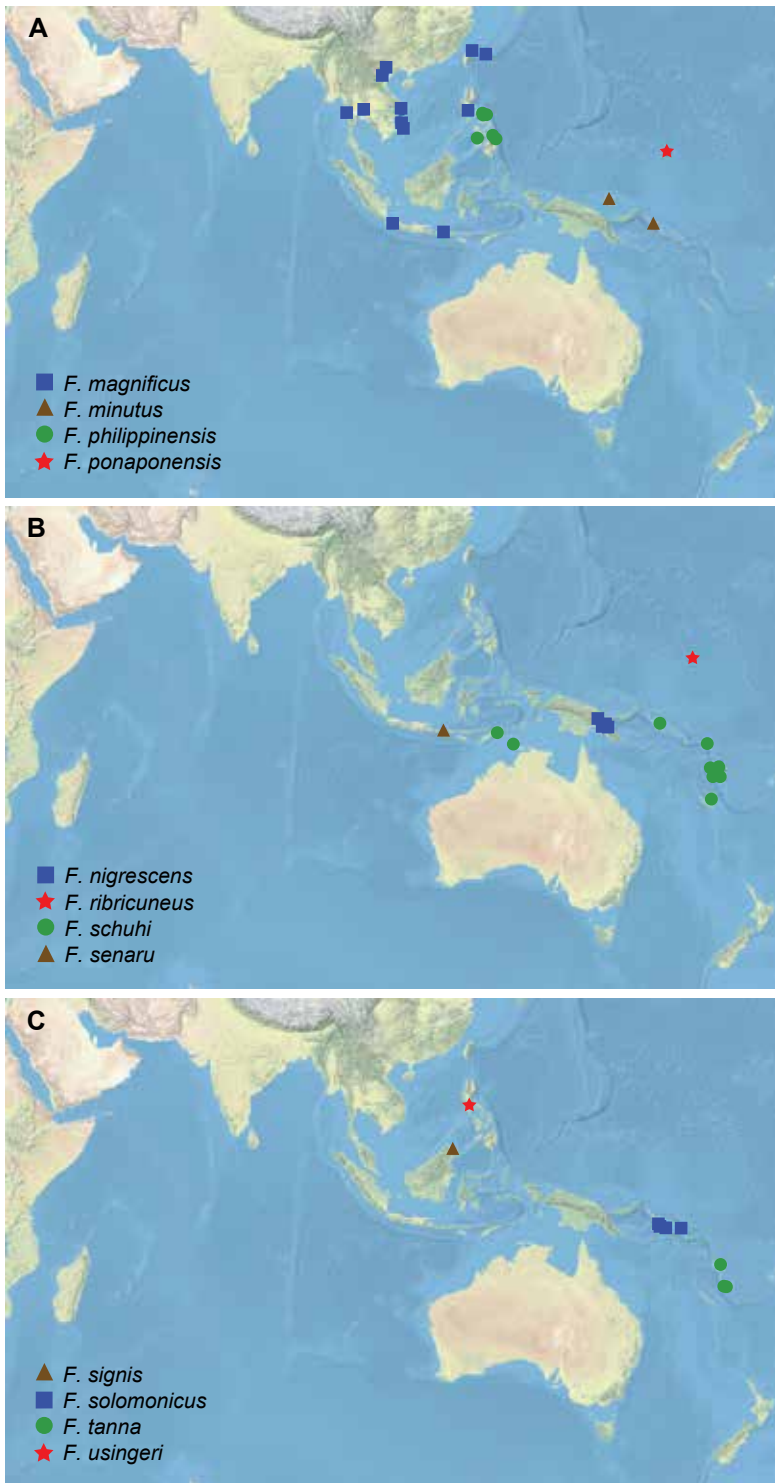 A
F. magnificus
F. minutus
F. philippinensis
F. ponaponensis
B
F. nigrescens
F. ribricuneus
F. schuhi
F. senaru
C
F. signis
F. solomonicus
F. tanna
F. usingeri